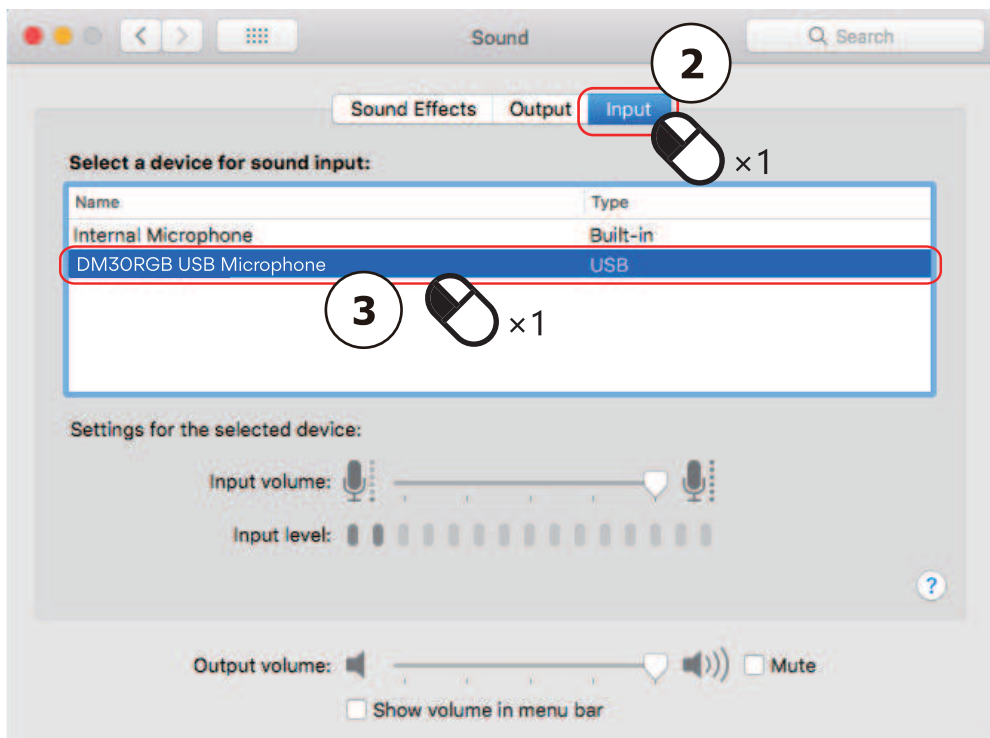 Sound
Search
2
Sound Effects Output Input
×1
Select a device for sound input:
Name Type
Internal Microphone Built-in
DM30RGB USB Microphone USB
3
×1
Settings for the selected device:
Input volume:
Input level:
?
Output volume: Mute
Show volume in menu bar